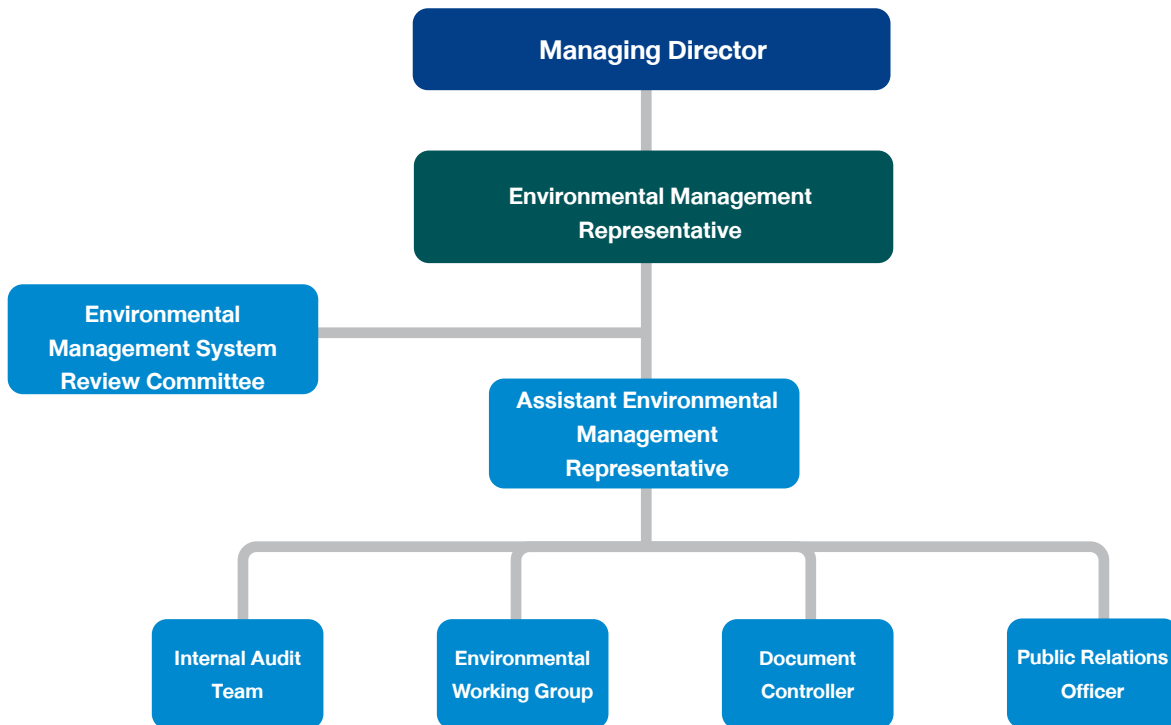 Managing Director
Environmental Management
Representative
Environmental
Management System
Review Committee
Assistant Environmental
Management
Representative
Internal Audit
Team
Environmental
Working Group
Document
Controller
Public Relations
Officer